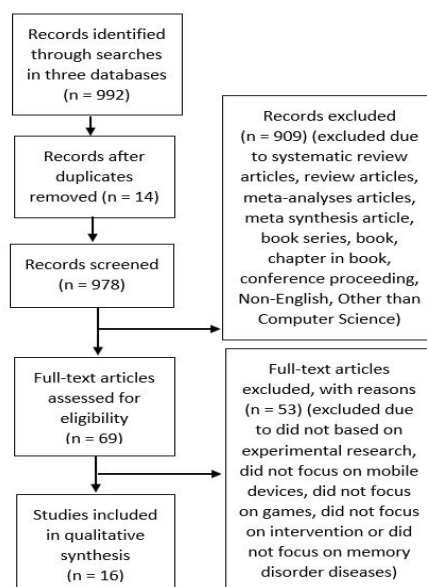 Records identified
through searches
in three databases
(n = 992)
Records after
duplicates
removed (n = 14)
Records screened
(n = 978)
Records excluded
(n = 909) (excluded due
to systematic review
articles, review articles,
meta-analyses articles,
meta synthesis article,
book series, book,
chapter in book,
conference proceeding,
Non-English, Other than
Computer Science)
Full-text articles
assessed for
eligibility
(n = 69)
Full-text articles
excluded, with reasons
(n = 53) (excluded due
to did not based on
experimental research,
did not focus on mobile
devices, did not focus
on games, did not focus
on intervention or did
not focus on memory
disorder diseases)
Studies included
in qualitative
synthesis
(n = 16)